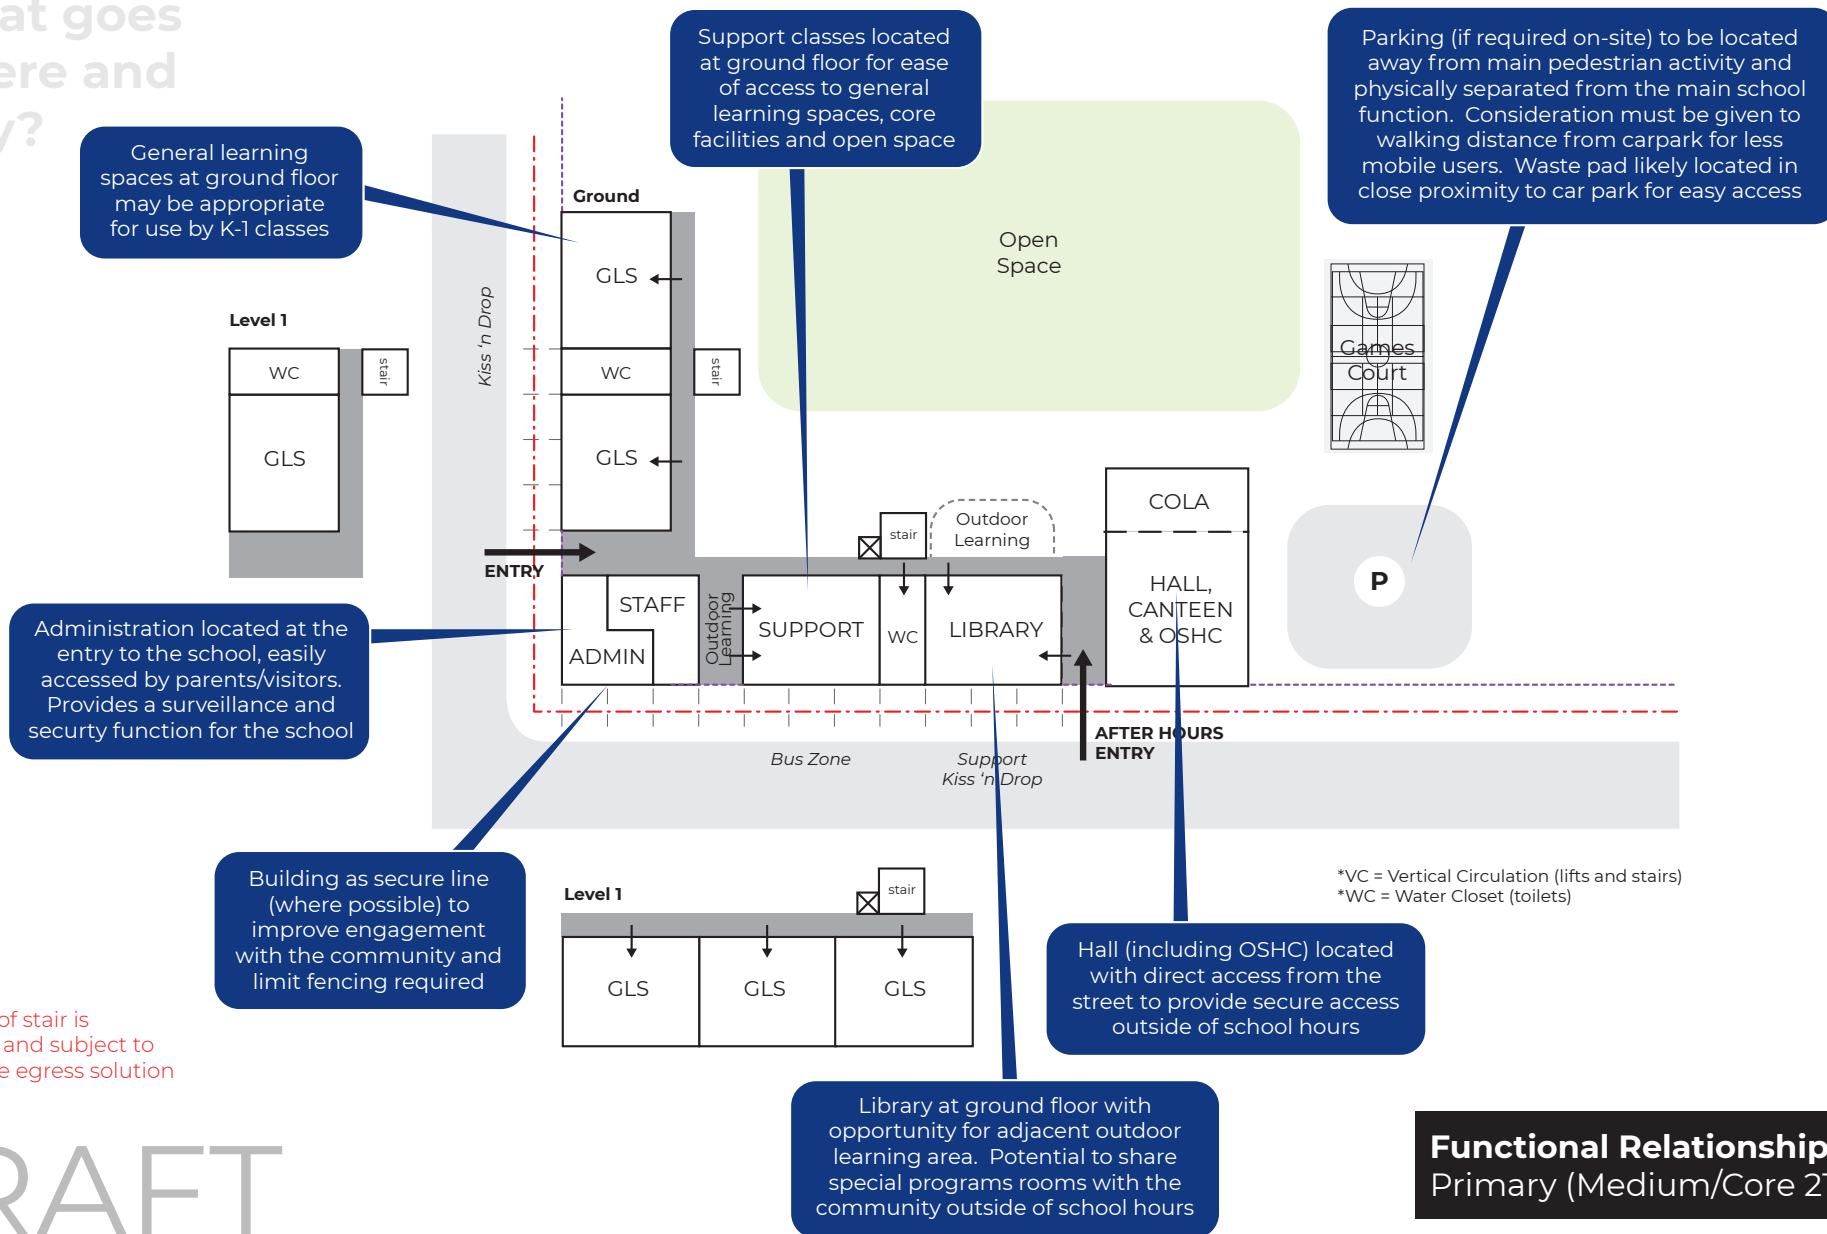 at goes
ere and
y?
Support classes located
at ground floor for ease
of access to general
learning spaces, core
facilities and open space
Parking (if required on-site) to be located
away from main pedestrian activity and
physically separated from the main school
function. Consideration must be given to
walking distance from carpark for less
mobile users. Waste pad likely located in
close proximity to car park for easy access
General learning
spaces at ground floor
may be appropriate
for use by K-1 classes
Ground
GLS
WC
stair
GLS
Kiss ‘n Drop
Level 1
WC
stair
GLS
Open
Space
Games
Court
ENTRY
STAFF
ADMIN
Outdoor
Learning
SUPPORT
WC
stair
LIBRARY
Outdoor
Learning
COLA
HALL,
CANTEEN
& OSHC
P
Administration located at the
entry to the school, easily
accessed by parents/visitors.
Provides a surveillance and
securty function for the school
AFTER HOURS
ENTRY
Bus Zone
Support
Kiss ‘n Drop
Building as secure line
(where possible) to
improve engagement
with the community and
limit fencing required
Level 1
stair
GLS
GLS
GLS
*VC = Vertical Circulation (lifts and stairs)
*WC = Water Closet (toilets)
Hall (including OSHC) located
with direct access from the
street to provide secure access
outside of school hours
of stair is
and subject to
e egress solution
Library at ground floor with
opportunity for adjacent outdoor
learning area. Potential to share
special programs rooms with the
community outside of school hours
RAFT
Functional Relationship
Primary (Medium/Core 21